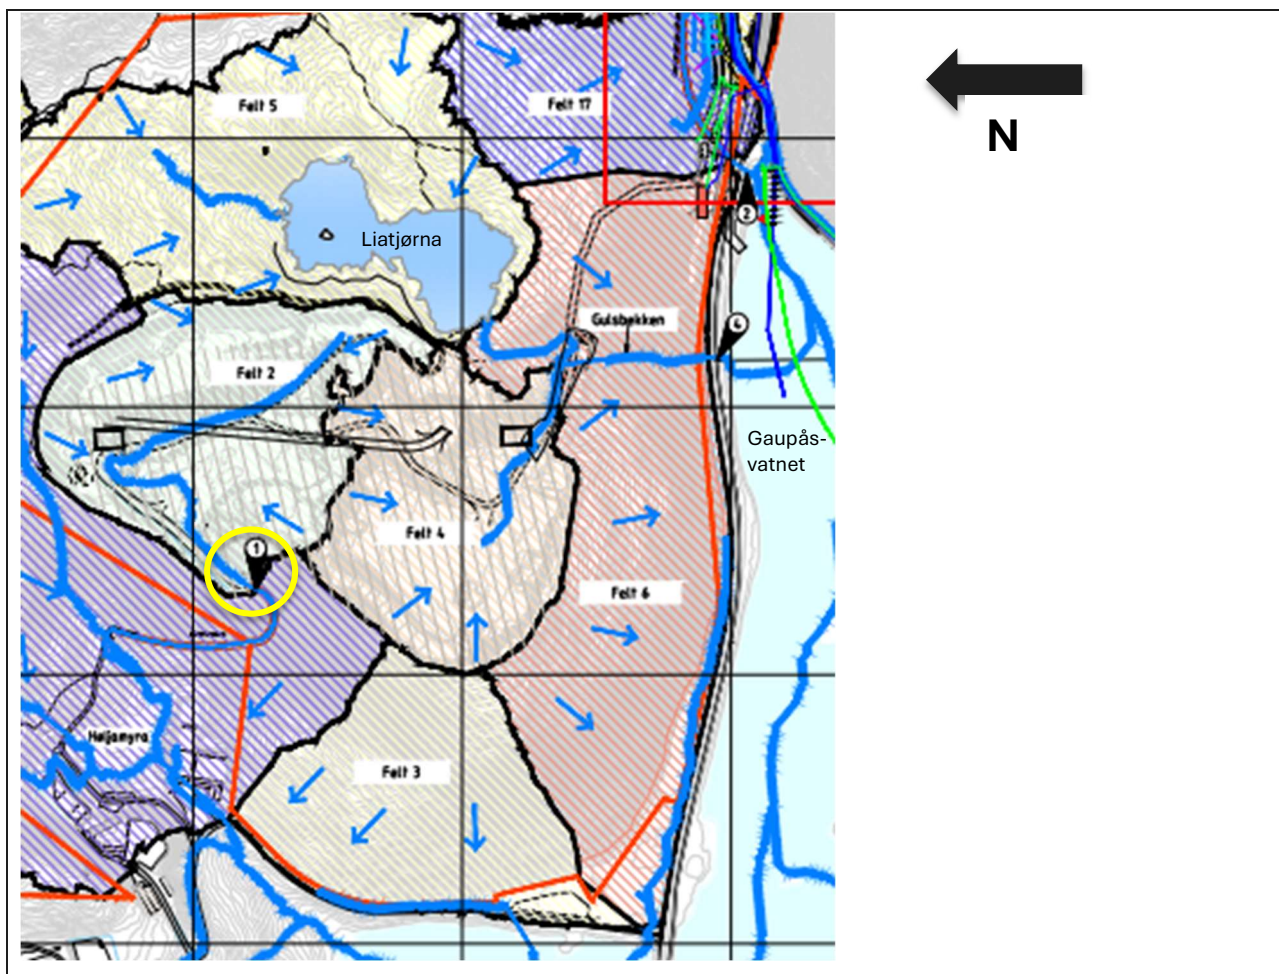 Felt 5
Felt 17
N
2
Liatjørna
Gulsbekken
4
Felt 2
Gaupås-
vatnet
Felt 4
1
Felt 6
Høljamyra
Felt 3